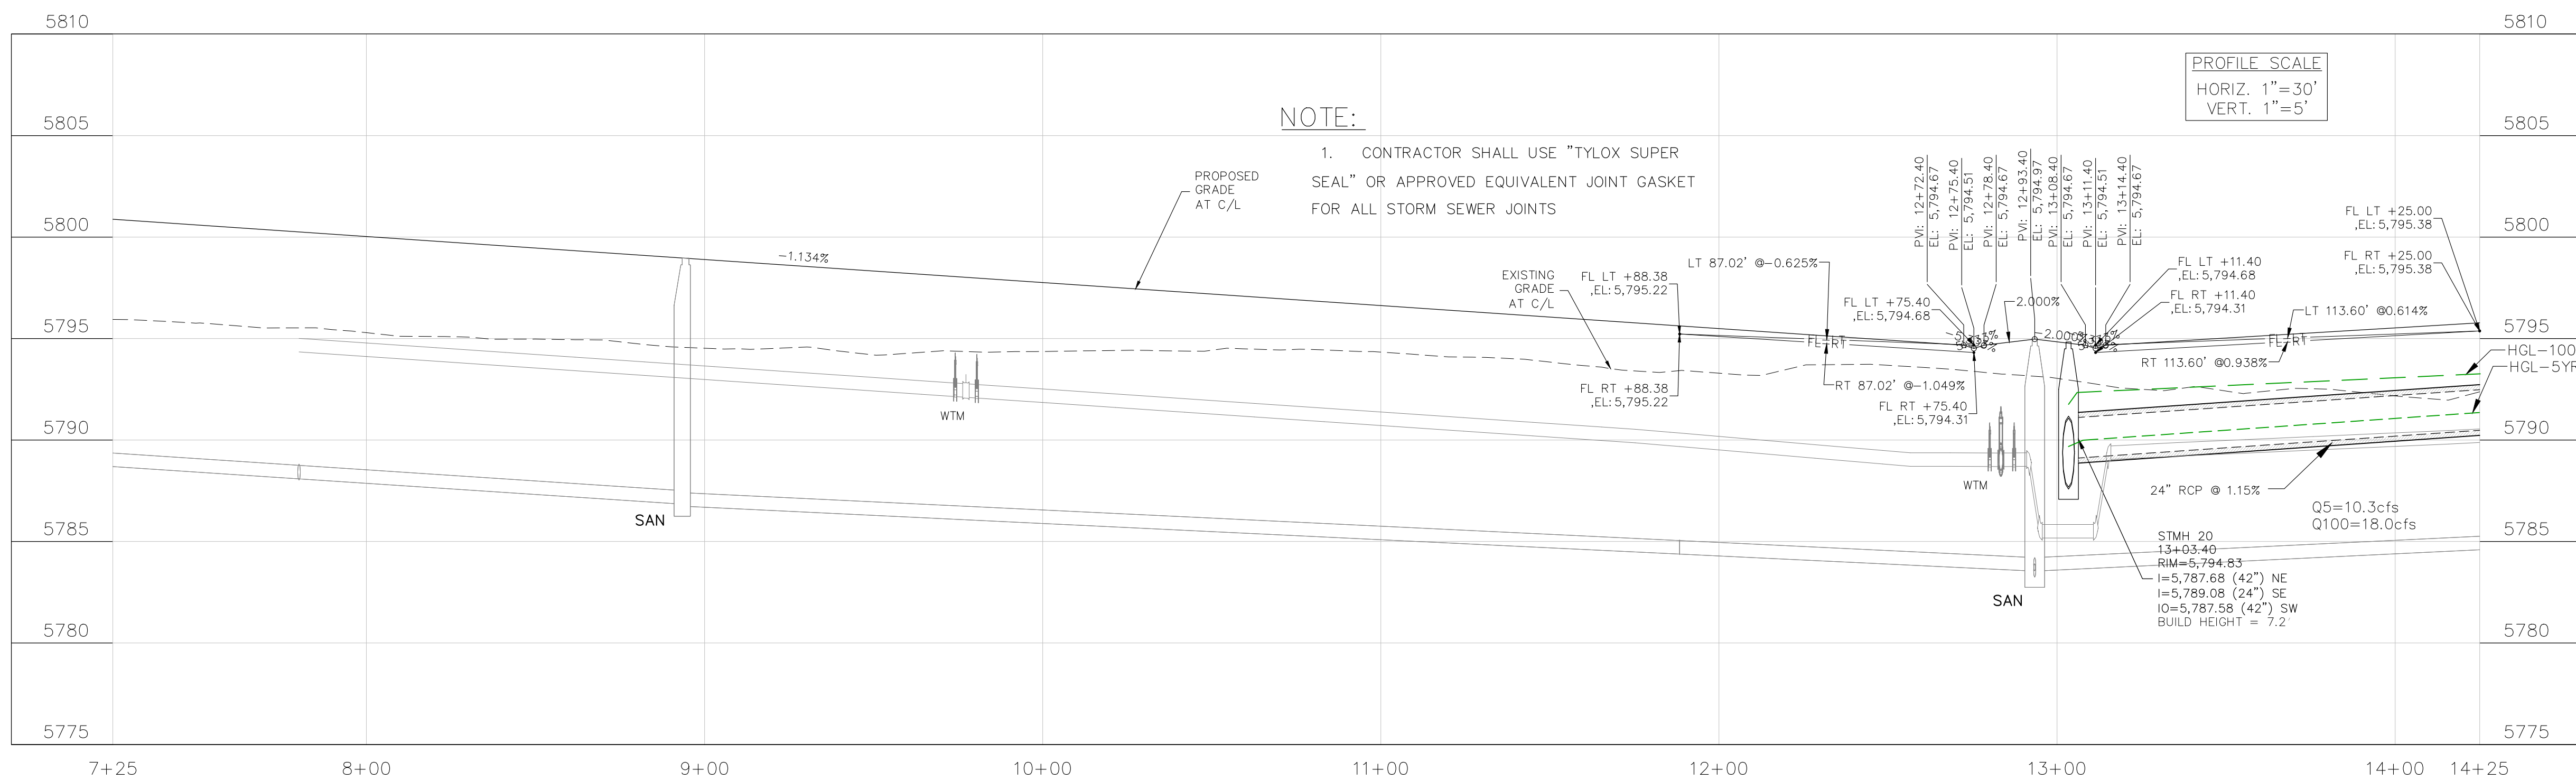 5810
5810
PROFILE SCALE
HORIZ. 1"=30'
VERT. 1"=5'
5805
5805
NOTE:
1. CONTRACTOR SHALL USE "TYLOX SUPER
SEAL" OR APPROVED EQUIVALENT JOINT GASKET
FOR ALL STORM SEWER JOINTS
PROPOSED
GRADE
AT C/L
PVI: 12+72.40
EL: 5,794.67
PVI: 12+75.40
EL: 5,794.51
PVI: 12+78.40
EL: 5,794.67
PVI: 12+93.40
EL: 5,794.97
PVI: 13+08.40
EL: 5,794.67
PVI: 13+11.40
EL: 5,794.51
PVI: 13+14.40
EL: 5,794.67
5800
5800
-1.134%
EXISTING
GRADE
AT C/L
FL LT +88.38
,EL: 5,795.22
LT 87.02' @-0.625%
FL LT +75.40
,EL: 5,794.68
2.000%
-2.000%
FL LT +11.40
,EL: 5,794.68
FL RT +11.40
,EL: 5,794.31
LT 113.60' @0.614%
FL LT +25.00
,EL: 5,795.38
FL RT +25.00
,EL: 5,795.38
5795
5795
FL RT
FL RT
RT 113.60' @0.938%
HGL-100
HGL-5YR
WTM
FL RT +88.38
,EL: 5,795.22
RT 87.02' @-1.049%
FL RT +75.40
,EL: 5,794.31
5790
5790
WTM
24" RCP @ 1.15%
Q5=10.3cfs
Q100=18.0cfs
SAN
5785
5785
STMH 20
13+03.40
RIM=5,794.83
I=5,787.68 (42") NE
I=5,789.08 (24") SE
IO=5,787.58 (42") SW
BUILD HEIGHT = 7.2'
SAN
5780
5780
5775
5775
7+25
8+00
9+00
10+00
11+00
12+00
13+00
14+00
14+25